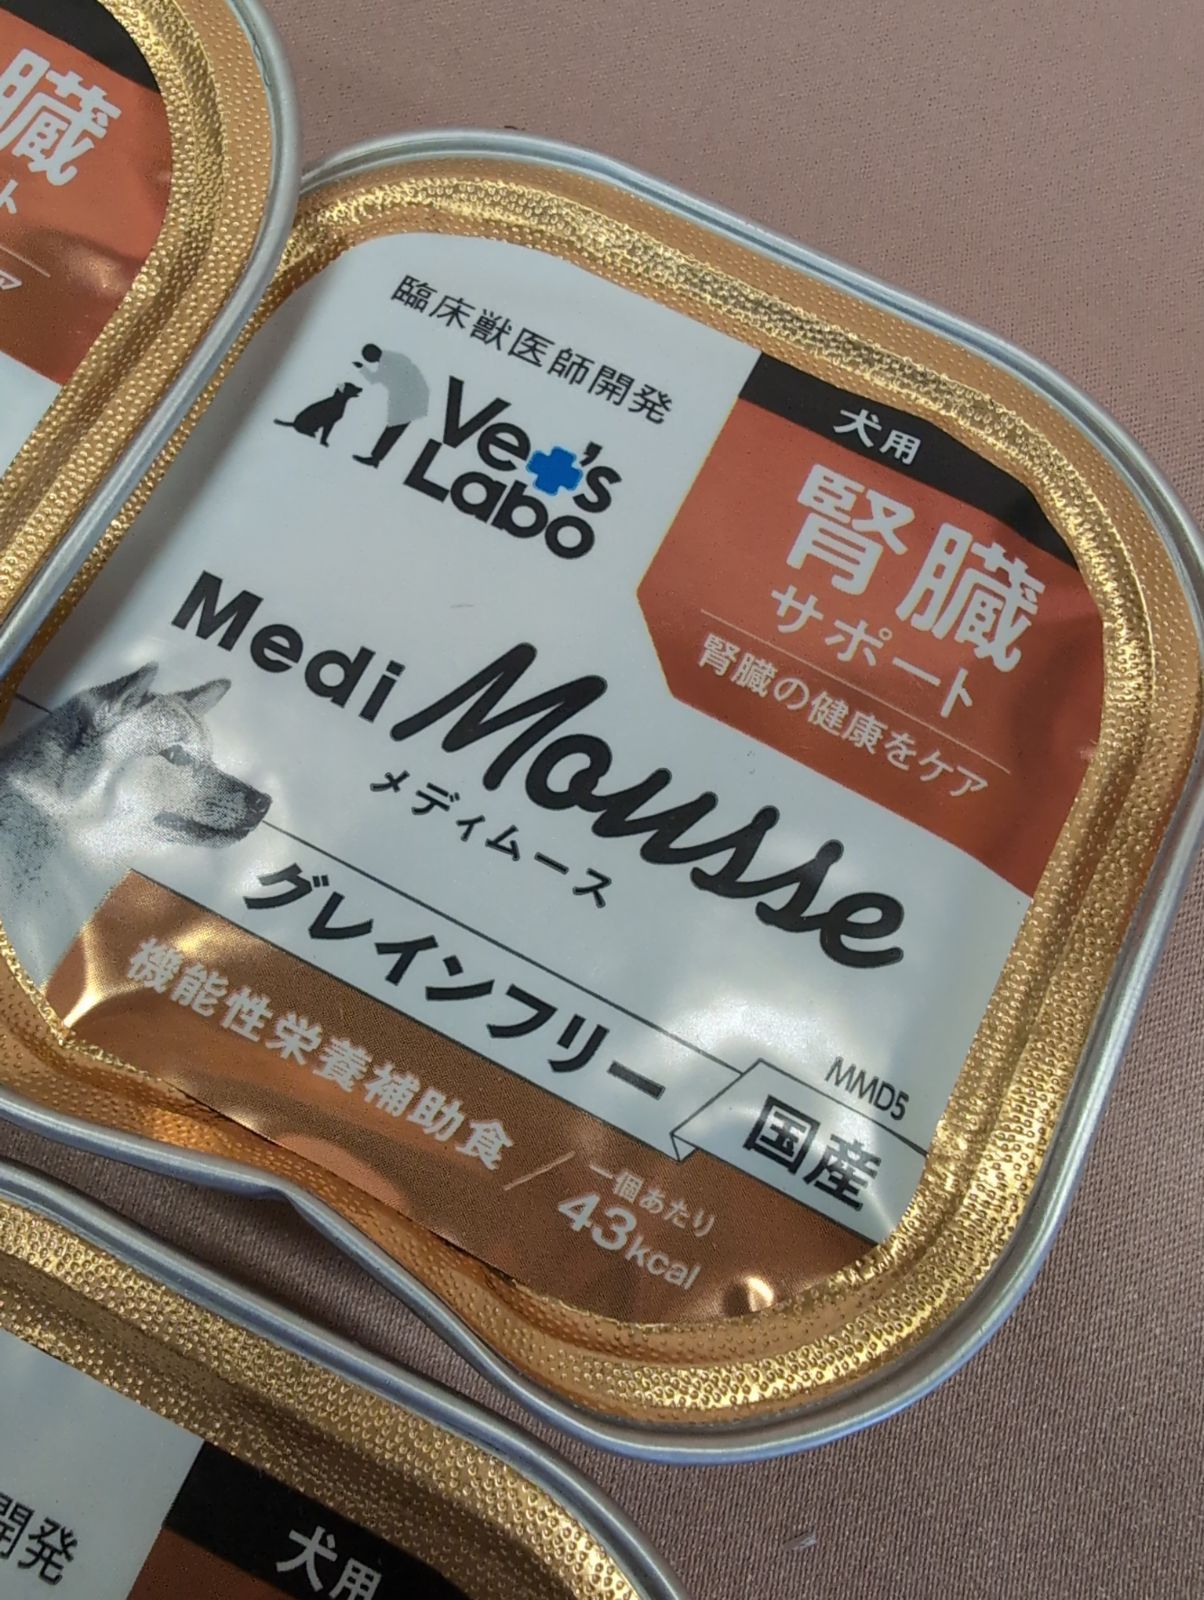 臓
ト
ア
臨床獣医師開発
Vet's
Labo
犬用
腎臓
サポート
腎臓の健康をケア
Medi Mousse
メディムース
グレインフリー
MMD5
国産
機能性栄養補助食
一個あたり
43kcal
開発
犬用